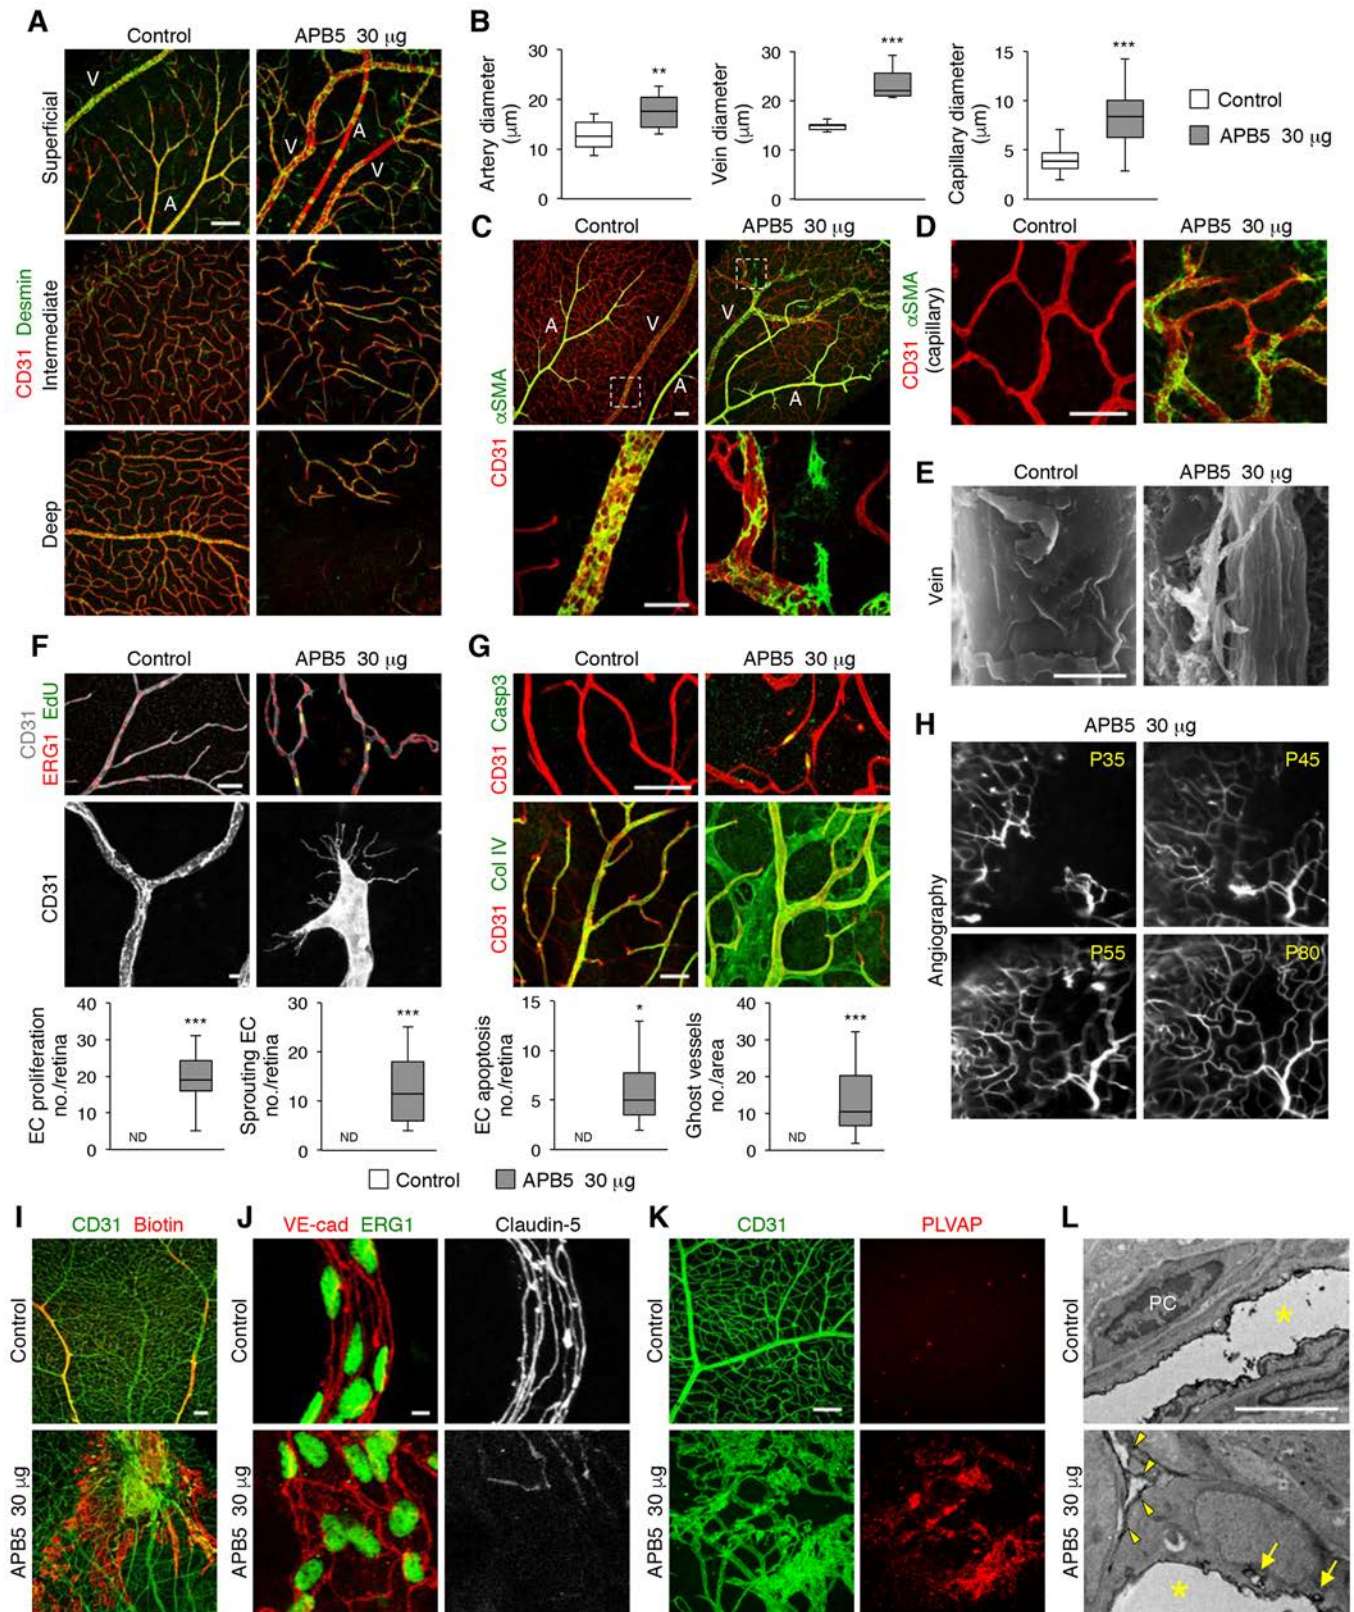 A
Control
APB5 30 μg
Superficial
V
A
V
A
V
CD31 Desmin
Intermediate
Deep
B
Artery diameter
(μm)
30
20
10
0
**
Vein diameter
(μm)
30
20
10
0
***
Capillary diameter
(μm)
15
10
5
0
***
Control
APB5 30 μg
C
Control
APB5 30 μg
CD31 αSMA
A
V
A
V
A
D
Control
APB5 30 μg
CD31 αSMA
(capillary)
E
Control
APB5 30 μg
Vein
F
Control
APB5 30 μg
CD31
ERG1 EdU
CD31
EC proliferation
no./retina
40
30
20
10
0
ND
***
Sprouting EC
no./retina
30
20
10
0
ND
***
G
Control
APB5 30 μg
CD31 Casp3
CD31 Col IV
EC apoptosis
no./retina
15
10
5
0
ND
*
Ghost vessels
no./area
40
30
20
10
0
ND
***
Control
APB5 30 μg
H
APB5 30 μg
Angiography
P35
P45
P55
P80
I
CD31 Biotin
Control
APB5 30 μg
J
VE-cad ERG1
Claudin-5
Control
APB5 30 μg
K
CD31
PLVAP
Control
APB5 30 μg
L
Control
PC
*
APB5 30 μg
*